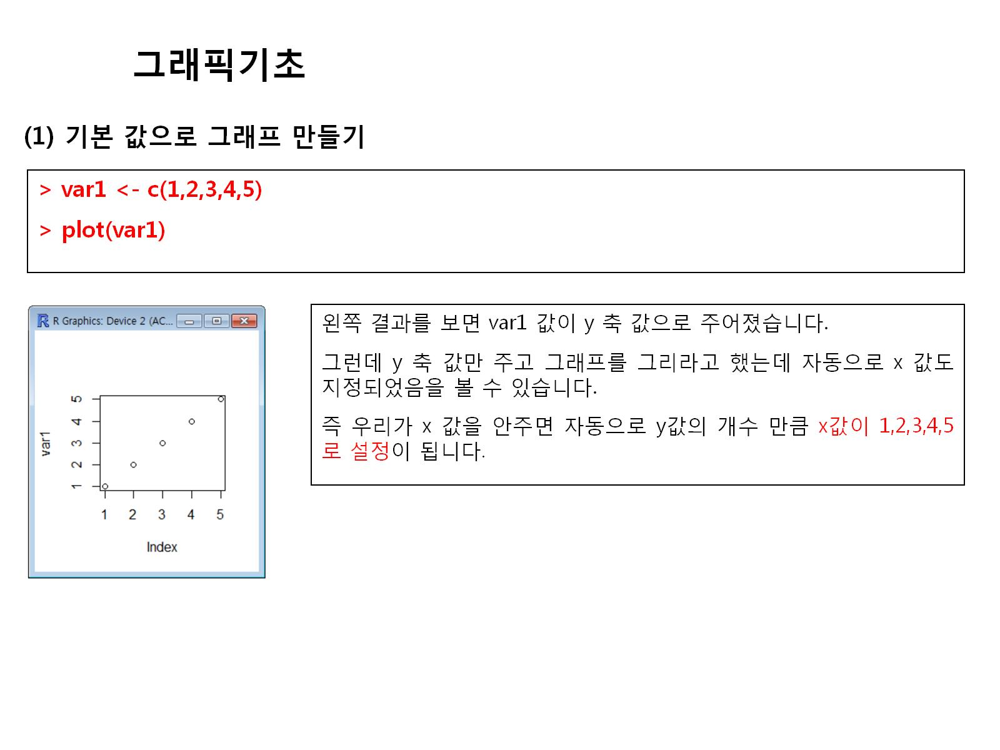 그래픽기초
(1) 기본 값으로 그래프 만들기
> var1 <- c(1,2,3,4,5)
> plot(var1)
R Graphics: Device 2 (AC...
var1
5
4
3
2
1
1 2 3 4 5
Index
왼쪽 결과를 보면 var1 값이 y 축 값으로 주어졌습니다.
그런데 y 축 값만 주고 그래프를 그리라고 했는데 자동으로 x 값도
지정되었음을 볼 수 있습니다.
즉 우리가 x 값을 안주면 자동으로 y값의 개수 만큼 x값이 1,2,3,4,5
로 설정이 됩니다.